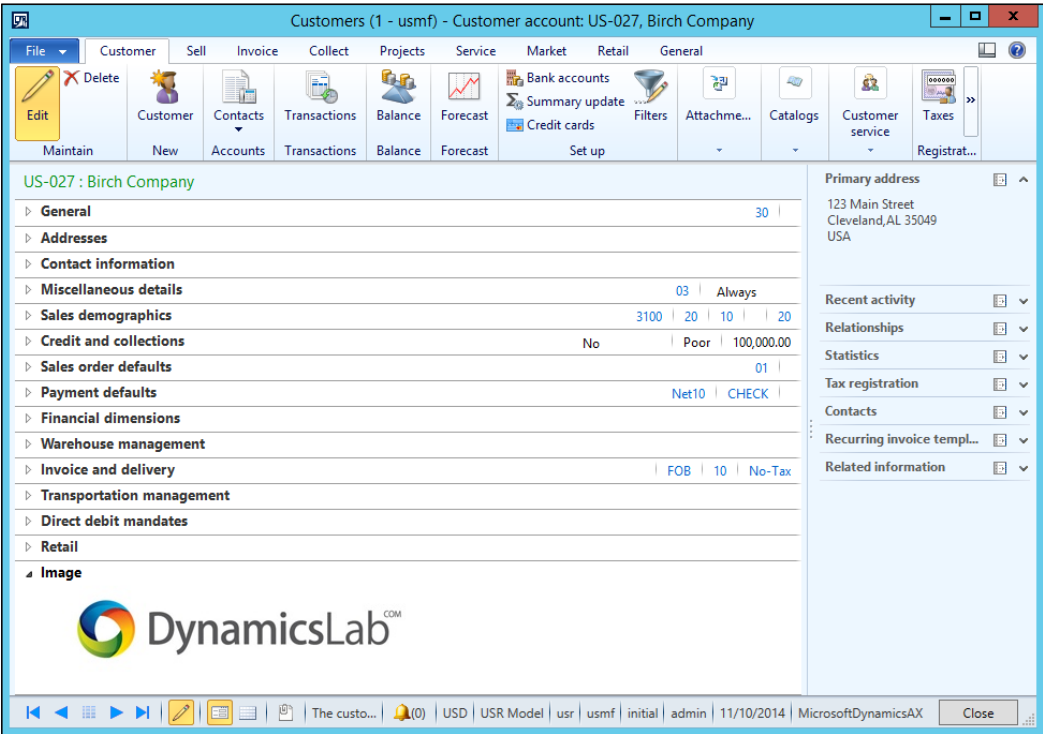 Customers (1 - usmf) - Customer account: US-027, Birch Company
File Customer Sell Invoice Collect Projects Service Market Retail General
Edit
Delete
Maintain
Customer
New
Contacts
Accounts
Transactions
Transactions
Balance
Balance
Forecast
Forecast
Bank accounts
Summary update
Credit cards
Filters
Set up
Attachme...
Catalogs
Customer
service
Taxes
»
Registrat...
US-027 : Birch Company
General 30
Addresses
Contact information
Miscellaneous details 03 Always
Sales demographics 3100 20 10 20
Credit and collections No Poor 100,000.00
Sales order defaults 01
Payment defaults Net10 CHECK
Financial dimensions
Warehouse management
Invoice and delivery FOB 10 No-Tax
Transportation management
Direct debit mandates
Retail
Image
DynamicsLab COM
Primary address
123 Main Street
Cleveland,AL 35049
USA
Recent activity
Relationships
Statistics
Tax registration
Contacts
Recurring invoice templ...
Related information
The custo... (0) USD USR Model usr usmf initial admin 11/10/2014 MicrosoftDynamicsAX Close